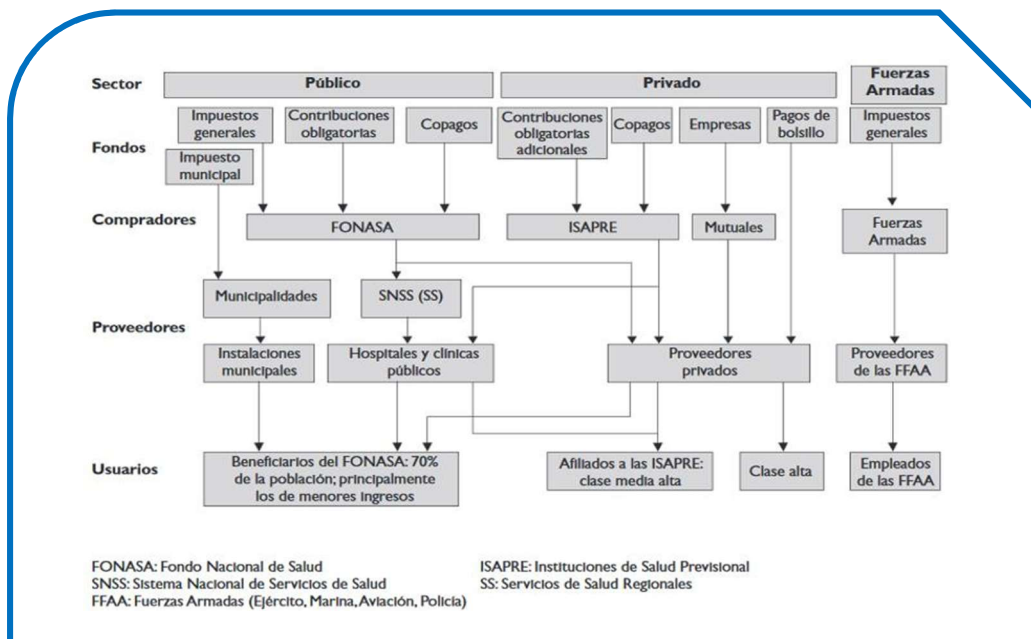 Sector
Público
Privado
Fuerzas
Armadas
Fondos
Impuestos
generales
Contribuciones
obligatorias
Copagos
Contribuciones
obligatorias
adicionales
Copagos
Empresas
Pagos de
bolsillo
Impuestos
generales
Impuesto
municipal
Compradores
FONASA
ISAPRE
Mutuales
Fuerzas
Armadas
Proveedores
Municipalidades
SNSS (SS)
Instalaciones
municipales
Hospitales y clínicas
públicos
Proveedores
privados
Proveedores
de las FFAA
Usuarios
Beneficiarios del FONASA: 70%
de la población; principalmente
los de menores ingresos
Afiliados a las ISAPRE:
clase media alta
Clase alta
Empleados
de las FFAA
FONASA: Fondo Nacional de Salud
SNSS: Sistema Nacional de Servicios de Salud
FFAA: Fuerzas Armadas (Ejército, Marina, Aviación, Policía)
ISAPRE: Instituciones de Salud Previsional
SS: Servicios de Salud Regionales